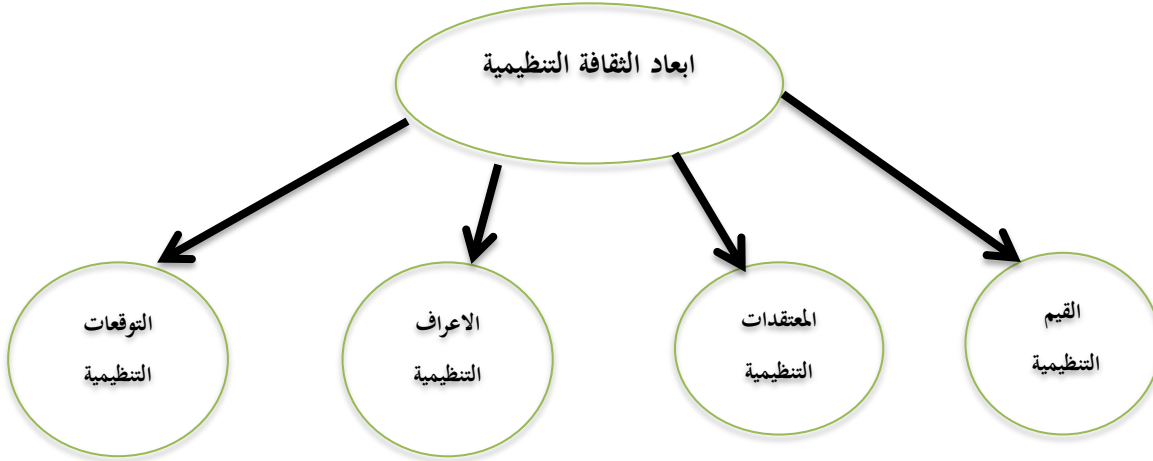 ابعاد الثقافة التنظيمية
القيم
التنظيمية
المعتقدات
التنظيمية
الاعراف
التنظيمية
التوقعات
التنظيمية